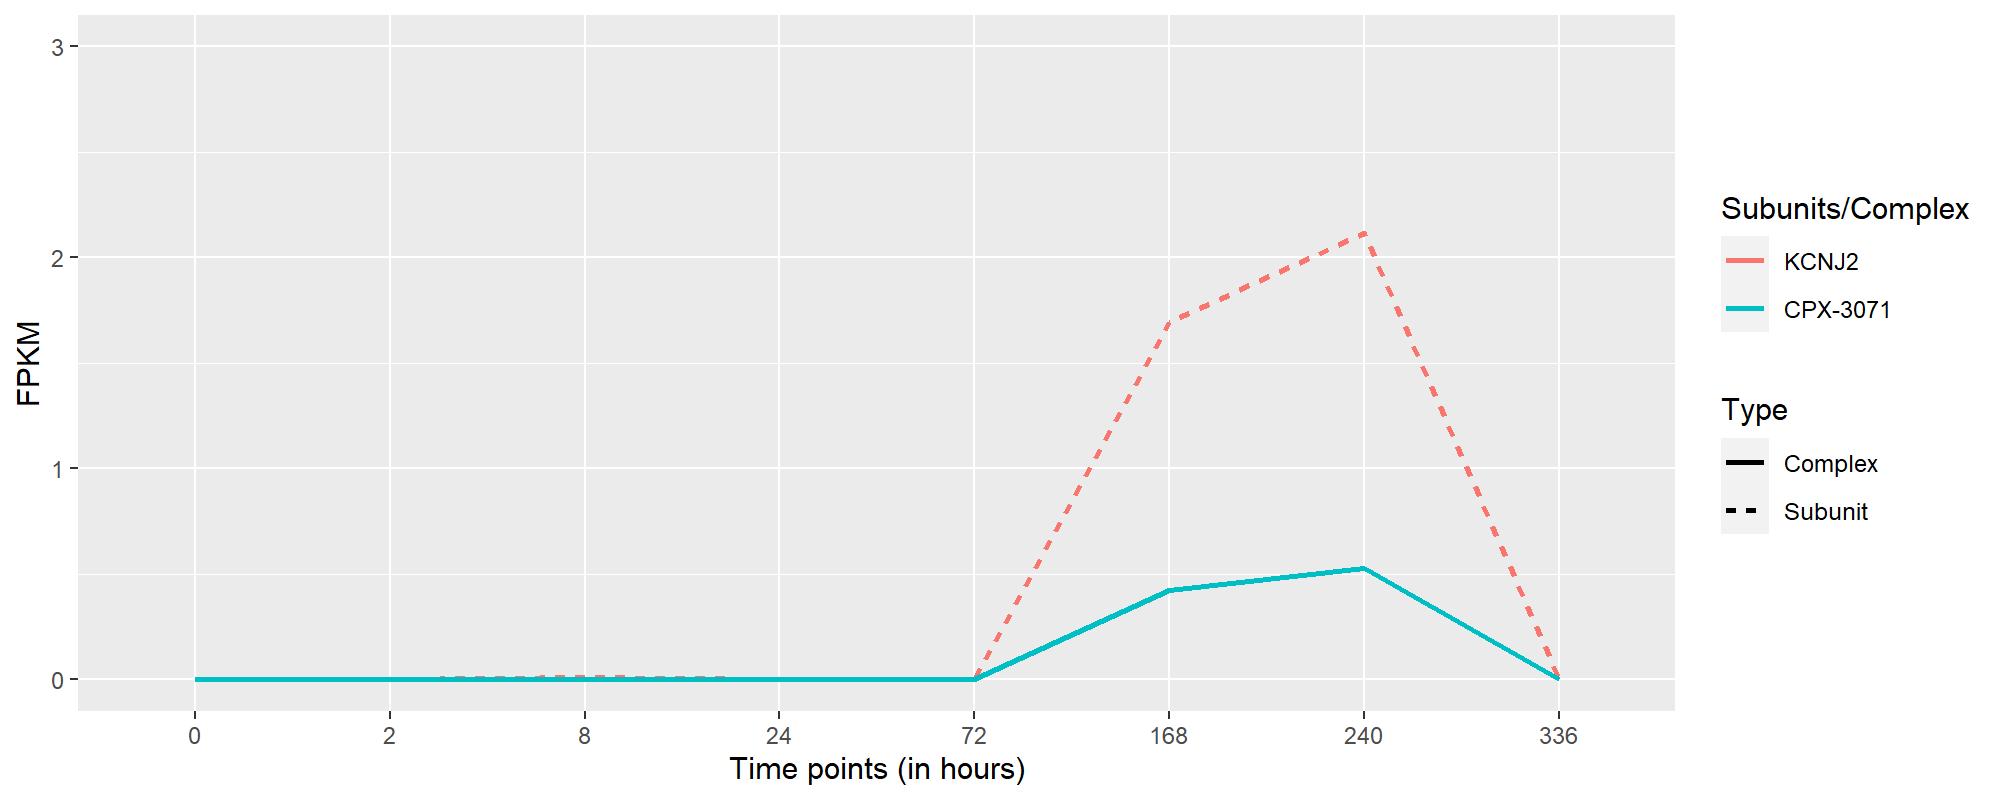 3
2
1
0
FPKM
0 2 8 24 72 168 240 336
Time points (in hours)
Subunits/Complex
KCNJ2
CPX-3071
Type
Complex
Subunit